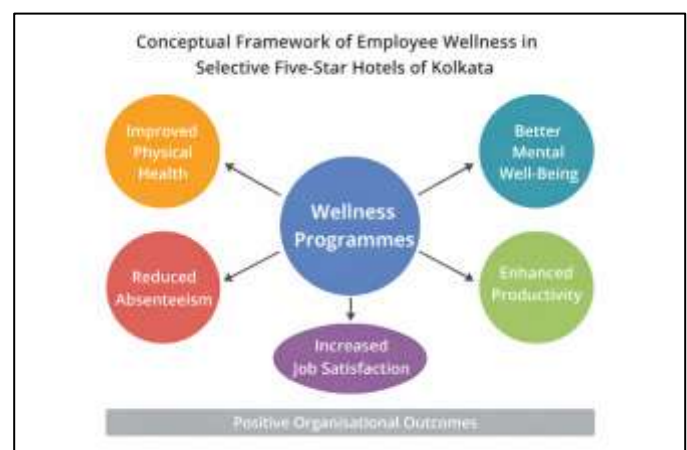 Conceptual Framework of Employee Wellness in
Selective Five-Star Hotels of Kolkata
Improved
Physical
Health
Better
Mental
Well-Being
Wellness
Programmes
Reduced
Absenteeism
Enhanced
Productivity
Increased
Job Satisfaction
Positive Organisational Outcomes